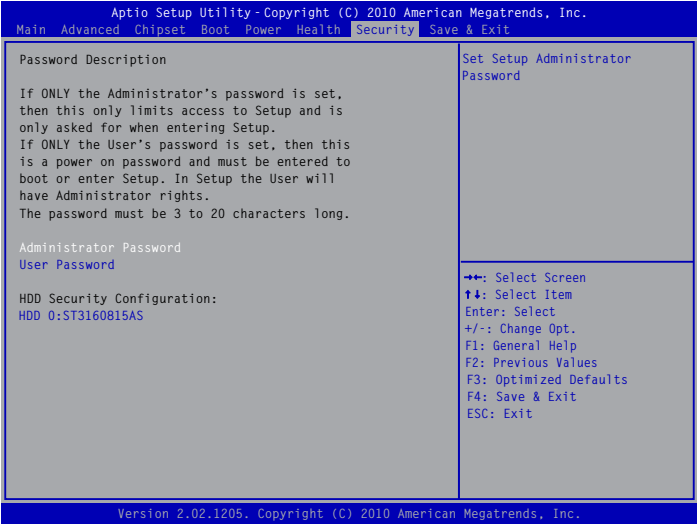 Aptio Setup Utility - Copyright (C) 2010 American Megatrends, Inc.
Main Advanced Chipset Boot Power Health Security Save & Exit
Password Description
If ONLY the Administrator's password is set,
then this only limits access to Setup and is
only asked for when entering Setup.
If ONLY the User's password is set, then this
is a power on password and must be entered to
boot or enter Setup. In Setup the User will
have Administrator rights.
The password must be 3 to 20 characters long.
Administrator Password
User Password
HDD Security Configuration:
HDD 0:ST3160815AS
Set Setup Administrator
Password
→←: Select Screen
↑↓: Select Item
Enter: Select
+/-: Change Opt.
F1: General Help
F2: Previous Values
F3: Optimized Defaults
F4: Save & Exit
ESC: Exit
Version 2.02.1205. Copyright (C) 2010 American Megatrends, Inc.